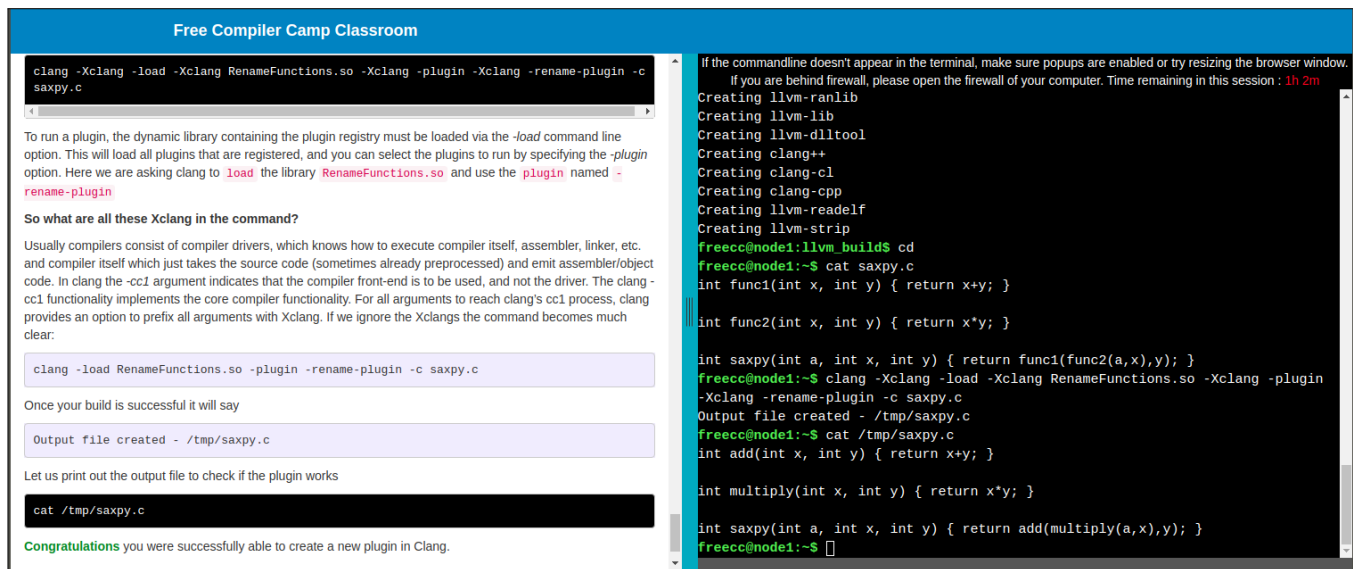 Free Compiler Camp Classroom
clang -Xclang -load -Xclang RenameFunctions.so -Xclang -plugin -Xclang -rename-plugin -c
saxpy.c
To run a plugin, the dynamic library containing the plugin registry must be loaded via the -load command line
option. This will load all plugins that are registered, and you can select the plugins to run by specifying the -plugin
option. Here we are asking clang to load the library RenameFunctions.so and use the plugin named -
rename-plugin
So what are all these Xclang in the command?
Usually compilers consist of compiler drivers, which knows how to execute compiler itself, assembler, linker, etc.
and compiler itself which just takes the source code (sometimes already preprocessed) and emit assembler/object
code. In clang the -cc1 argument indicates that the compiler front-end is to be used, and not the driver. The clang -
cc1 functionality implements the core compiler functionality. For all arguments to reach clang's cc1 process, clang
provides an option to prefix all arguments with Xclang. If we ignore the Xclangs the command becomes much
clear:
clang -load RenameFunctions.so -plugin -rename-plugin -c saxpy.c
Once your build is successful it will say
Output file created - /tmp/saxpy.c
Let us print out the output file to check if the plugin works
cat /tmp/saxpy.c
Congratulations you were successfully able to create a new plugin in Clang.
If the commandline doesn't appear in the terminal, make sure popups are enabled or try resizing the browser window.
If you are behind firewall, please open the firewall of your computer. Time remaining in this session : 1h 2m
Creating llvm-ranlib
Creating llvm-lib
Creating llvm-dlltool
Creating clang++
Creating clang-cl
Creating clang-cpp
Creating llvm-readelf
Creating llvm-strip
freecc@node1:llvm_build$ cd
freecc@node1:~$ cat saxpy.c
int func1(int x, int y) { return x+y; }
int func2(int x, int y) { return x*y; }
int saxpy(int a, int x, int y) { return func1(func2(a,x),y); }
freecc@node1:~$ clang -Xclang -load -Xclang RenameFunctions.so -Xclang -plugin
-Xclang -rename-plugin -c saxpy.c
Output file created - /tmp/saxpy.c
freecc@node1:~$ cat /tmp/saxpy.c
int add(int x, int y) { return x+y; }
int multiply(int x, int y) { return x*y; }
int saxpy(int a, int x, int y) { return add(multiply(a,x),y); }
freecc@node1:~$